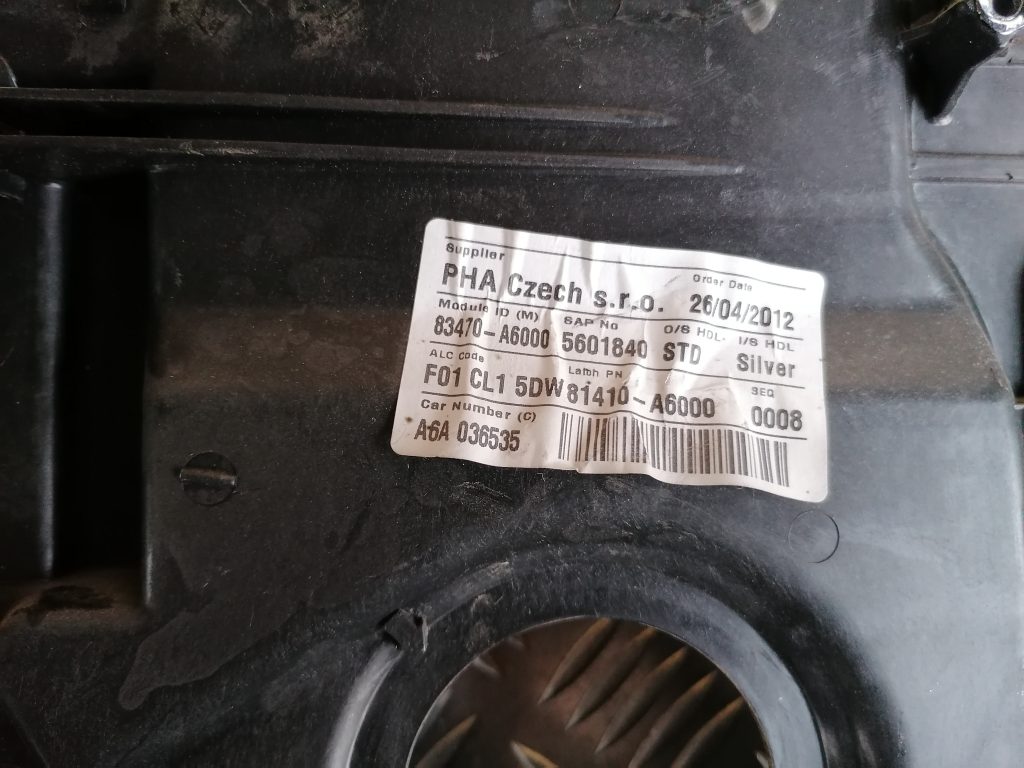 Supplier Order Date
PHA Czech s.r.o. 26/04/2012
Module ID (M) SAP No O/S HDL. I/S HDL
83470-A6000 5601840 STD Silver
ALC Code Latch PN SEQ
F01 CL1 5DW 81410-A6000 0008
Car Number (C)
A6A 036535